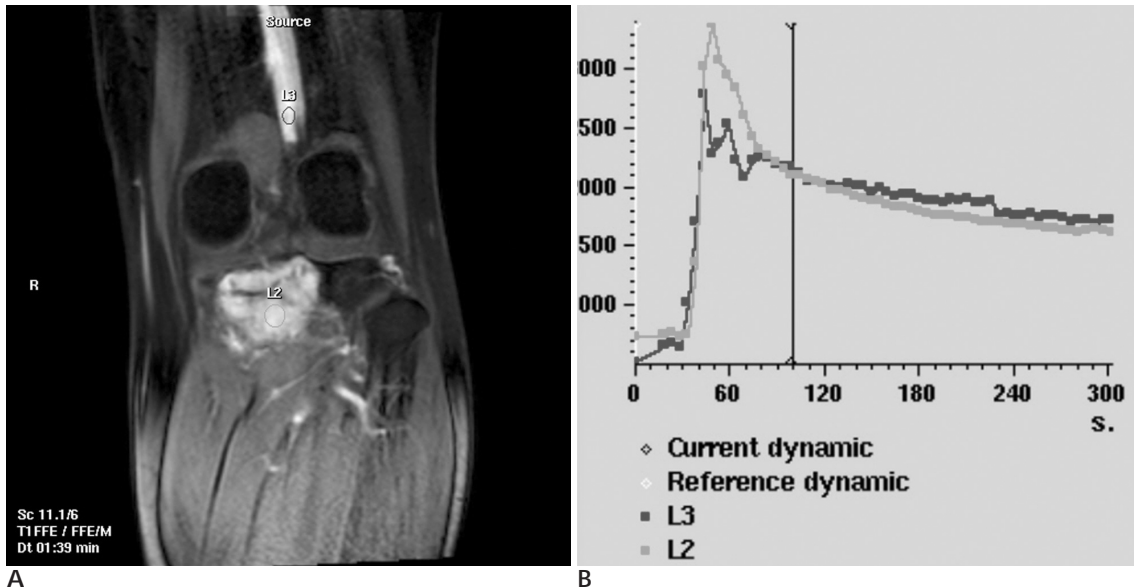 Source
L3
R
L2
Sc 11.1/6
T1FFE / FFE/M
Dt 01:39 min
A
000
500
000
500
000
0 60 120 180 240 300
s.
Current dynamic
Reference dynamic
L3
L2
B